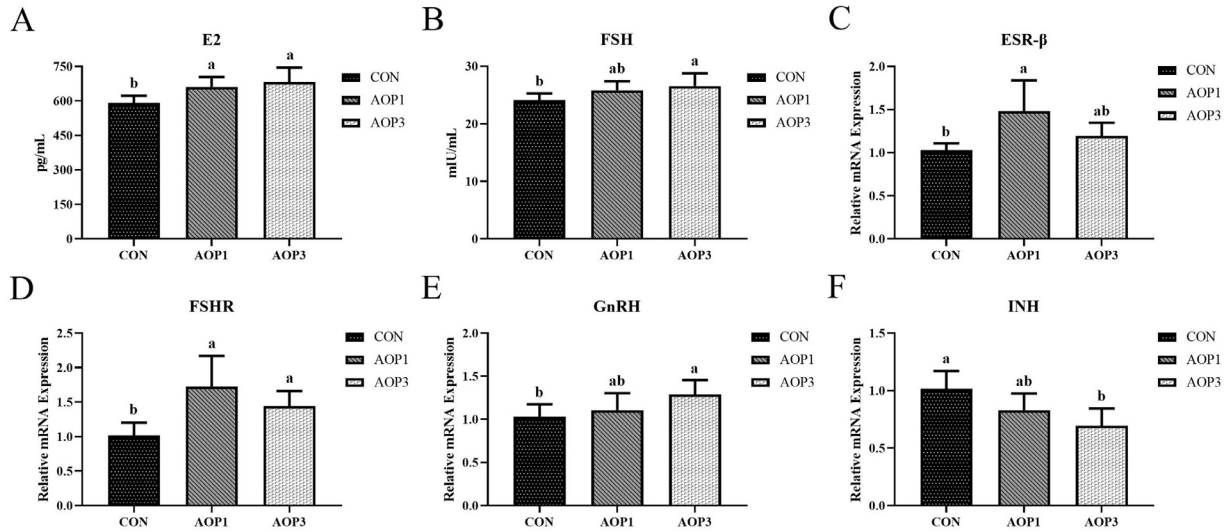 A
E2
pg/mL
750
600
450
300
150
0
b
a
a
CON
AOP1
AOP3
CON
AOP1
AOP3
B
FSH
mIU/mL
30
20
10
0
b
ab
a
CON
AOP1
AOP3
CON
AOP1
AOP3
C
ESR-β
Relative mRNA Expression
2.0
1.5
1.0
0.5
0.0
b
a
ab
CON
AOP1
AOP3
CON
AOP1
AOP3
D
FSHR
Relative mRNA Expression
2.5
2.0
1.5
1.0
0.5
0.0
b
a
a
CON
AOP1
AOP3
CON
AOP1
AOP3
E
GnRH
Relative mRNA Expression
2.0
1.5
1.0
0.5
0.0
b
ab
a
CON
AOP1
AOP3
CON
AOP1
AOP3
F
INH
Relative mRNA Expression
1.5
1.0
0.5
0.0
a
ab
b
CON
AOP1
AOP3
CON
AOP1
AOP3